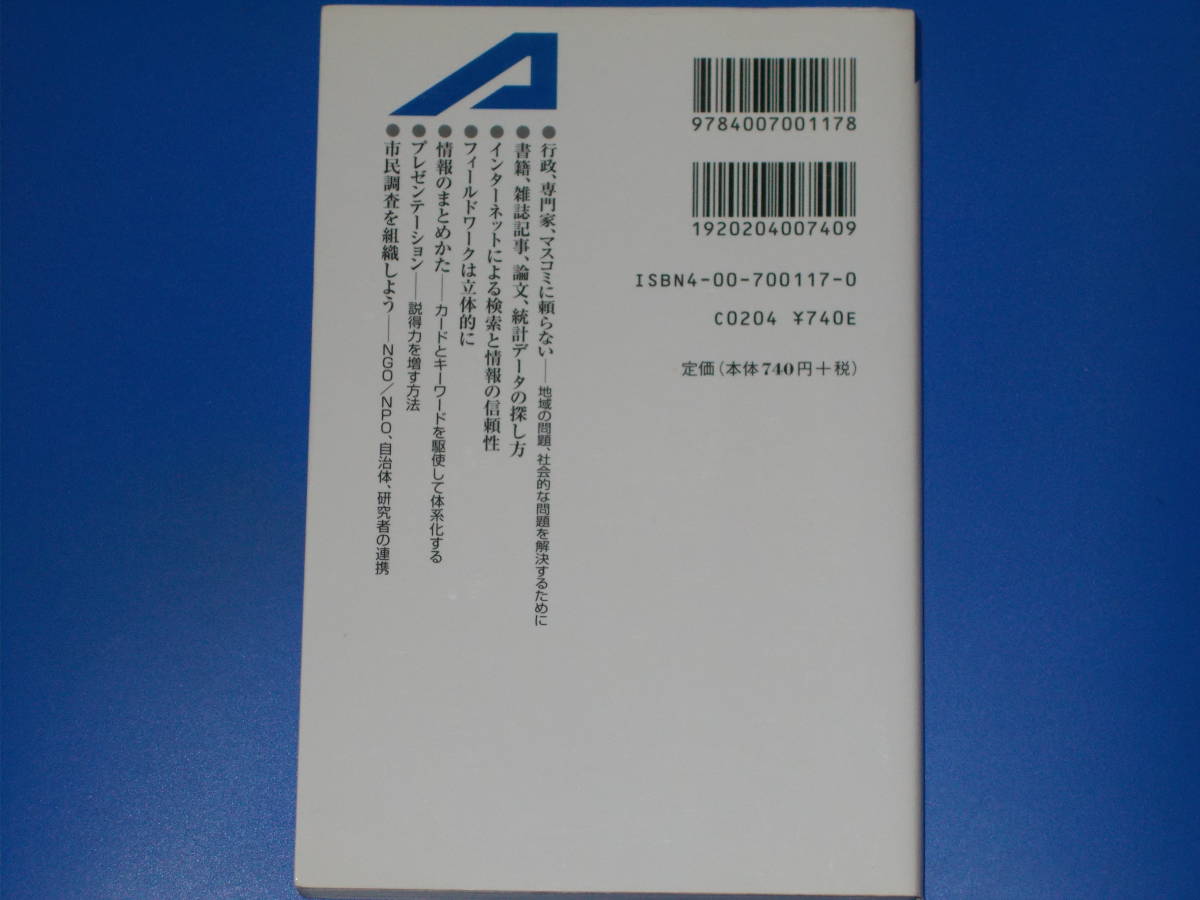 9784007001178
1920204007409
ISBN4-00-700117-0
C0204 ¥740E
定価(本体740円+税)
●行政、専門家、マスコミに頼らない——地域の問題、社会的な問題を解決するために
●書籍、雑誌記事、論文、統計データの探し方
●インターネットによる検索と情報の信頼性
●フィールドワークは立体的に
●情報のまとめかた——カードとキーワードを駆使して体系化する
●プレゼンテーション——説得力を増す方法
●市民調査を組織しよう——NGO/NPO、自治体、研究者の連携